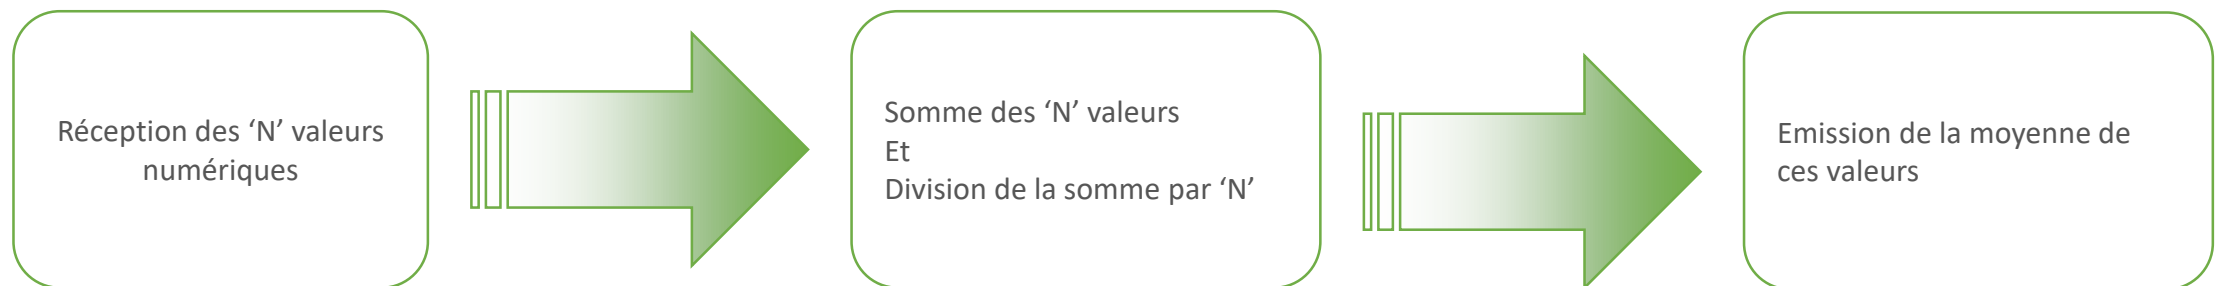 Réception des ‘N’ valeurs
numériques
Somme des ‘N’ valeurs
Et
Division de la somme par ‘N’
Emission de la moyenne de
ces valeurs